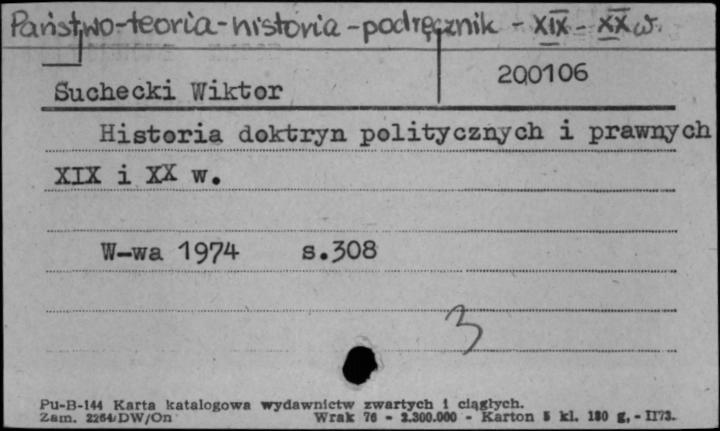 Państwo-teoria-historia-podręcznik - XIX - XX w.
Suchecki Wiktor
200106
Historia doktryn politycznych i prawnych
XIX i XX w.
W-wa 1974 s.308
3
Pu-B-144 Karta katalogowa wydawnictw zwartych i ciągłych.
Zam. 2264/DW/On Wrak 76 - 2.300.000 - Karton 5 kl. 180 g. - II73.